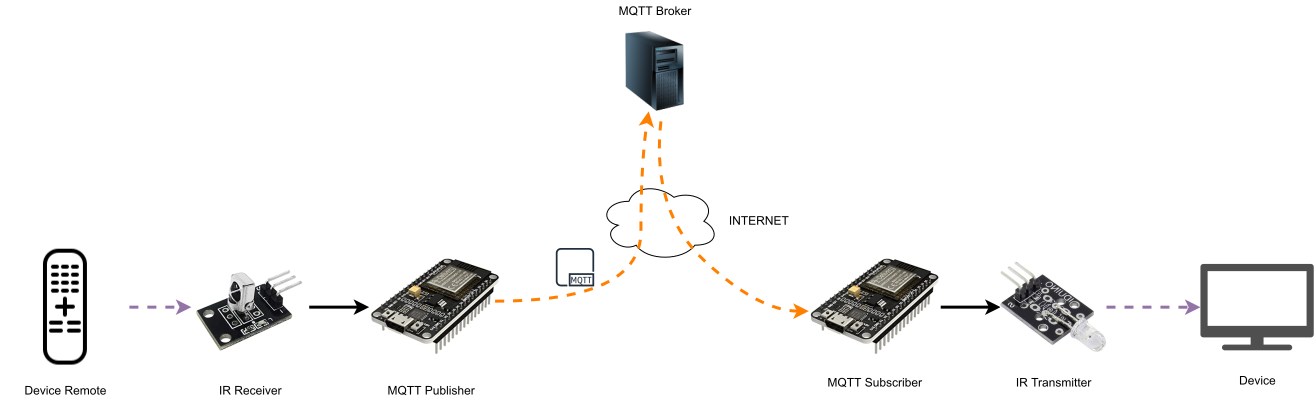 MQTT Broker
INTERNET
MQTT
Device Remote
IR Receiver
MQTT Publisher
MQTT Subscriber
IR Transmitter
Device